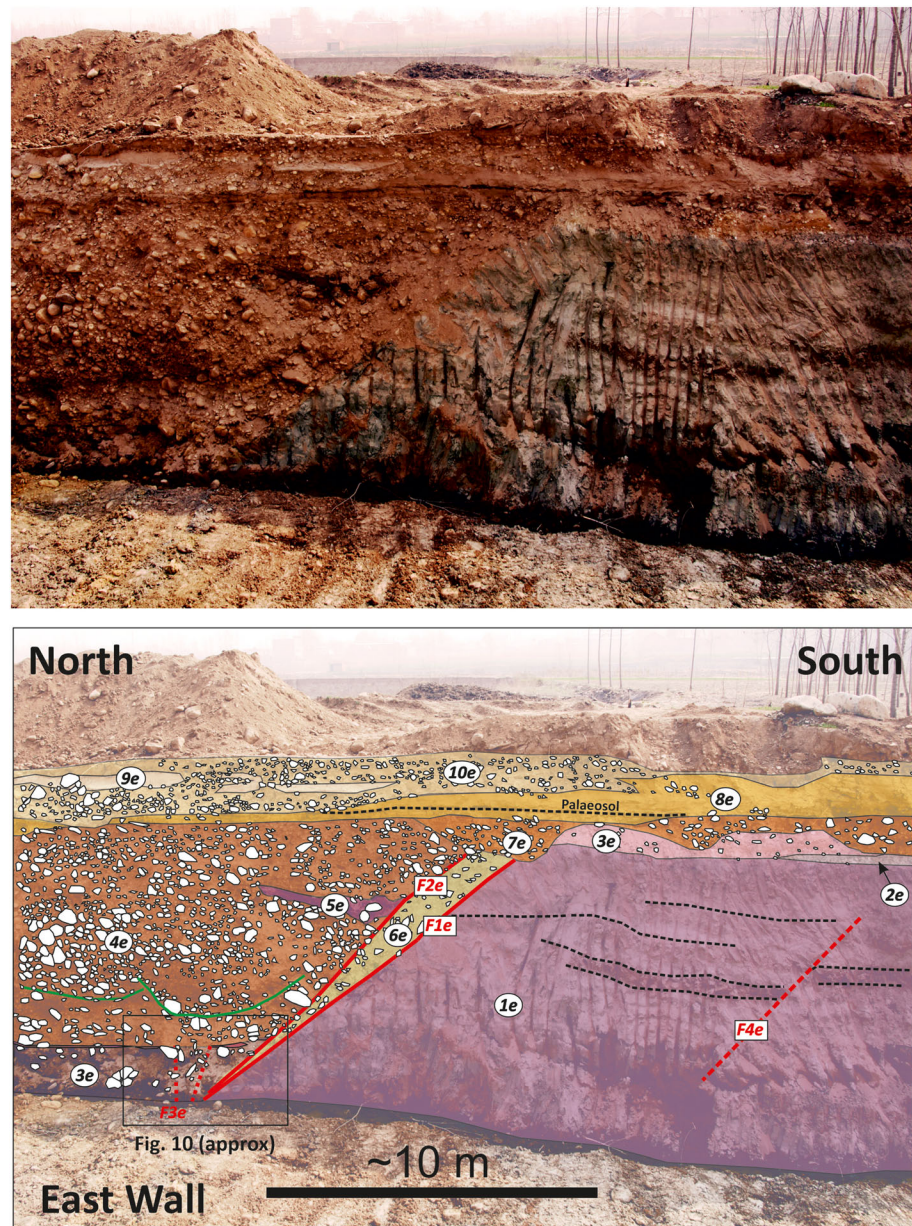 North
South
9e
10e
8e
Palaeosol
7e
3e
2e
F2e
5e
F1e
6e
4e
1e
F4e
3e
F3e
Fig. 10 (approx)
~10 m
East Wall